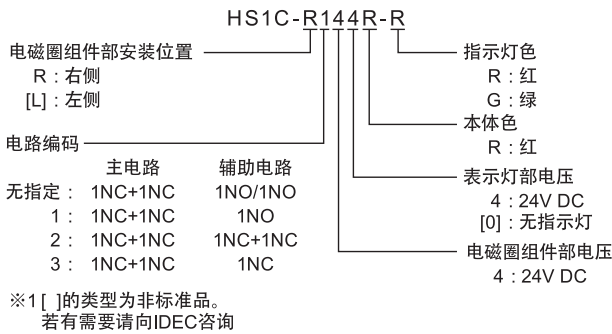 HS1C-R144R-R
电磁圈组件部安装位置
R：右侧
[L]：左侧
电路编码
主电路 辅助电路
无指定： 1NC+1NC 1NO/1NO
1： 1NC+1NC 1NO
2： 1NC+1NC 1NC+1NC
3： 1NC+1NC 1NC
※1 [ ]的类型为非标准品。
若有需要请向IDEC咨询
指示灯色
R：红
G：绿
本体色
R：红
表示灯部电压
4：24V DC
[0]：无指示灯
电磁圈组件部电压
4：24V DC